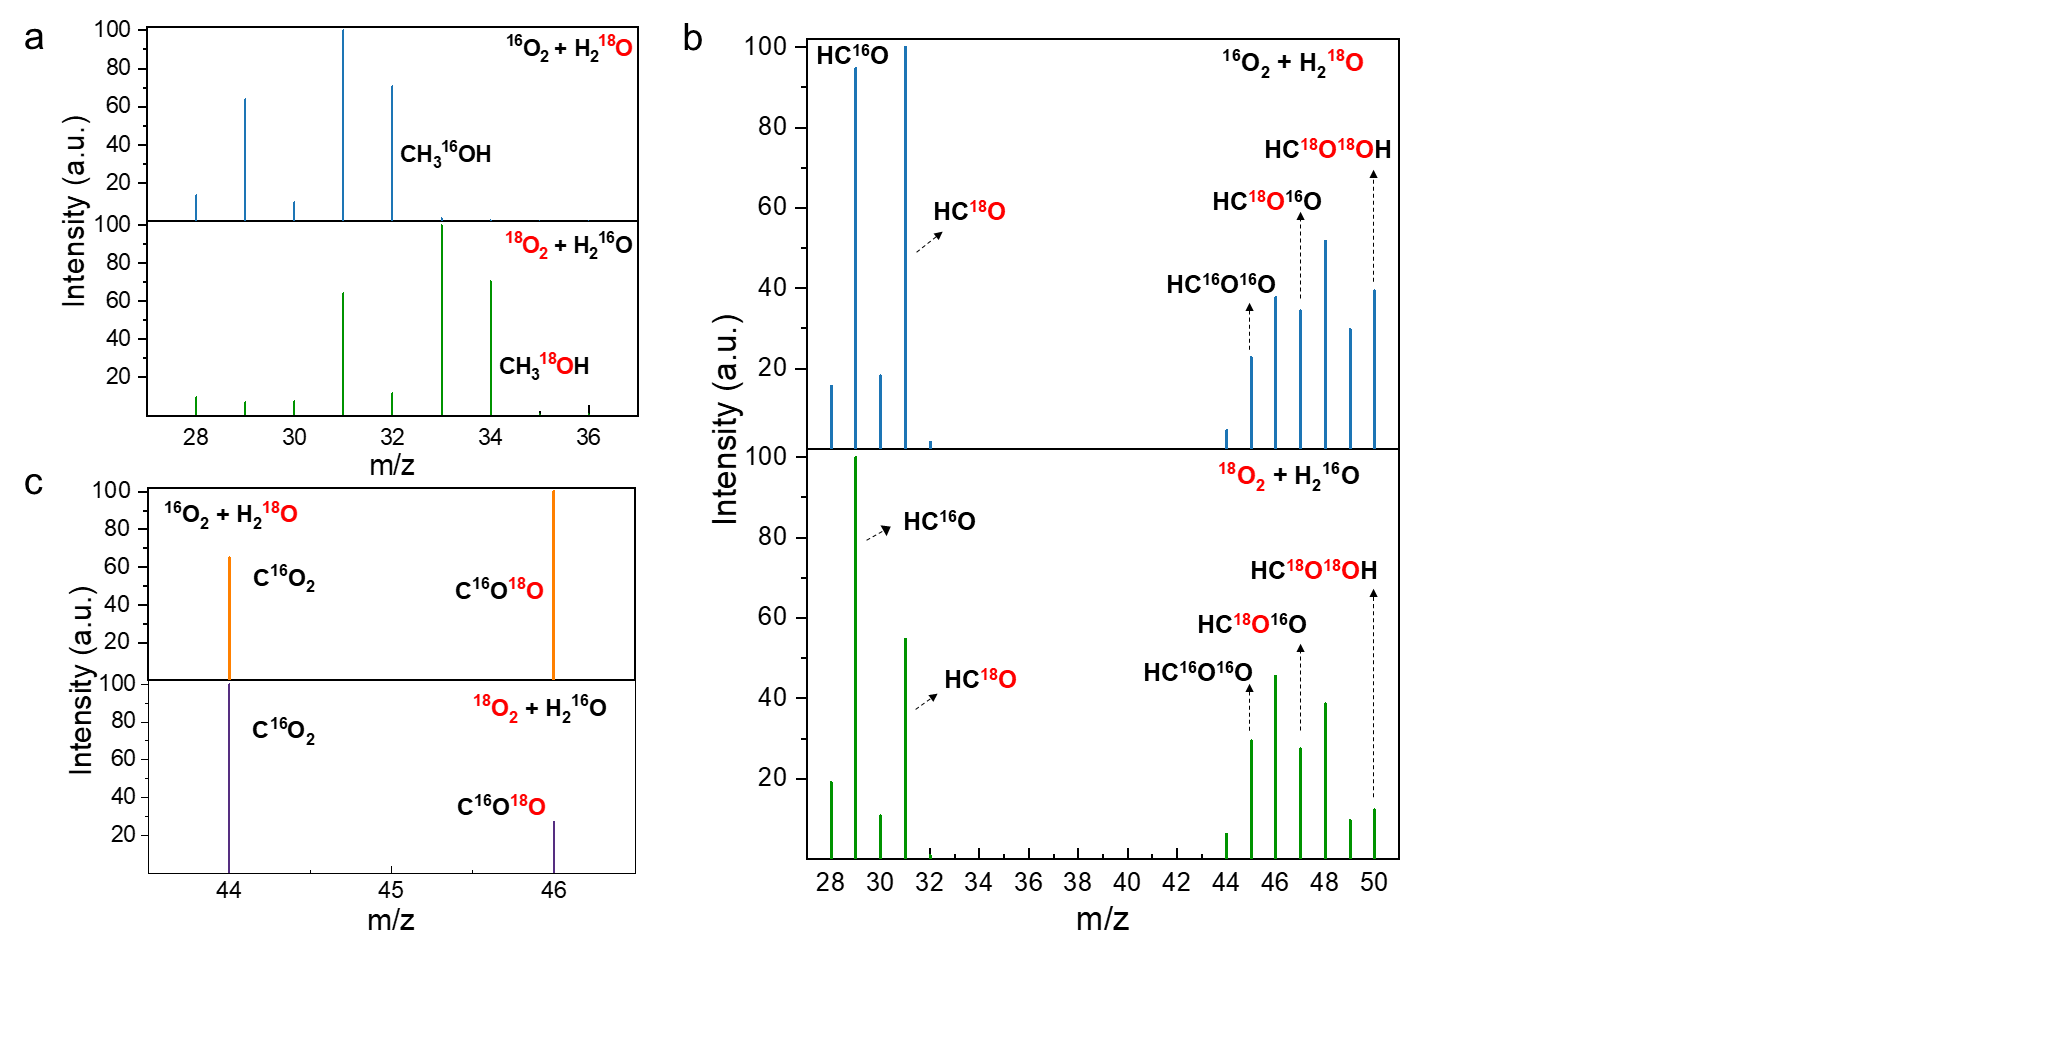 a
100
80
60
40
20
Intensity (a.u.)
¹⁶O₂ + H₂¹⁸O
CH₃¹⁶OH
100
80
60
40
20
¹⁸O₂ + H₂¹⁶O
CH₃¹⁸OH
28 30 32 34 36
m/z
b
100
80
60
40
20
Intensity (a.u.)
HC¹⁶O
¹⁶O₂ + H₂¹⁸O
HC¹⁸O¹⁸OH
HC¹⁸O¹⁶O
HC¹⁸O
HC¹⁶O¹⁶O
100
80
60
40
20
¹⁸O₂ + H₂¹⁶O
HC¹⁶O
HC¹⁸O¹⁸OH
HC¹⁸O¹⁶O
HC¹⁶O¹⁶O
HC¹⁸O
28 30 32 34 36 38 40 42 44 46 48 50
m/z
c
100
80
60
40
20
Intensity (a.u.)
¹⁶O₂ + H₂¹⁸O
C¹⁶O₂
C¹⁶O¹⁸O
100
80
60
40
20
¹⁸O₂ + H₂¹⁶O
C¹⁶O₂
C¹⁶O¹⁸O
44 45 46
m/z